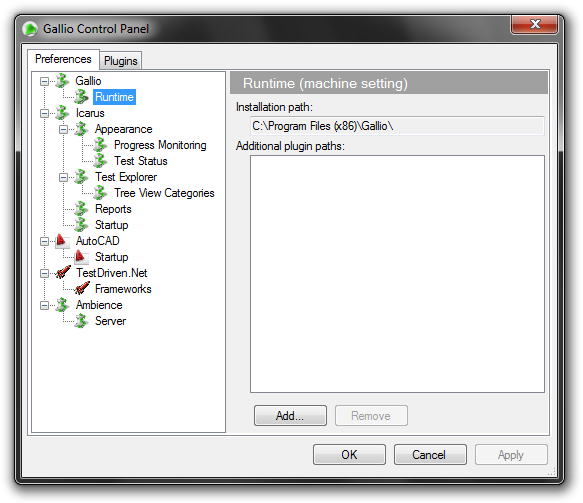 Gallio Control Panel
Preferences
Plugins
Gallio
Runtime
Icarus
Appearance
Progress Monitoring
Test Status
Test Explorer
Tree View Categories
Reports
Startup
AutoCAD
Startup
TestDriven.Net
Frameworks
Ambience
Server
Runtime (machine setting)
Installation path:
C:\Program Files (x86)\Gallio\
Additional plugin paths:
Add...
Remove
OK
Cancel
Apply